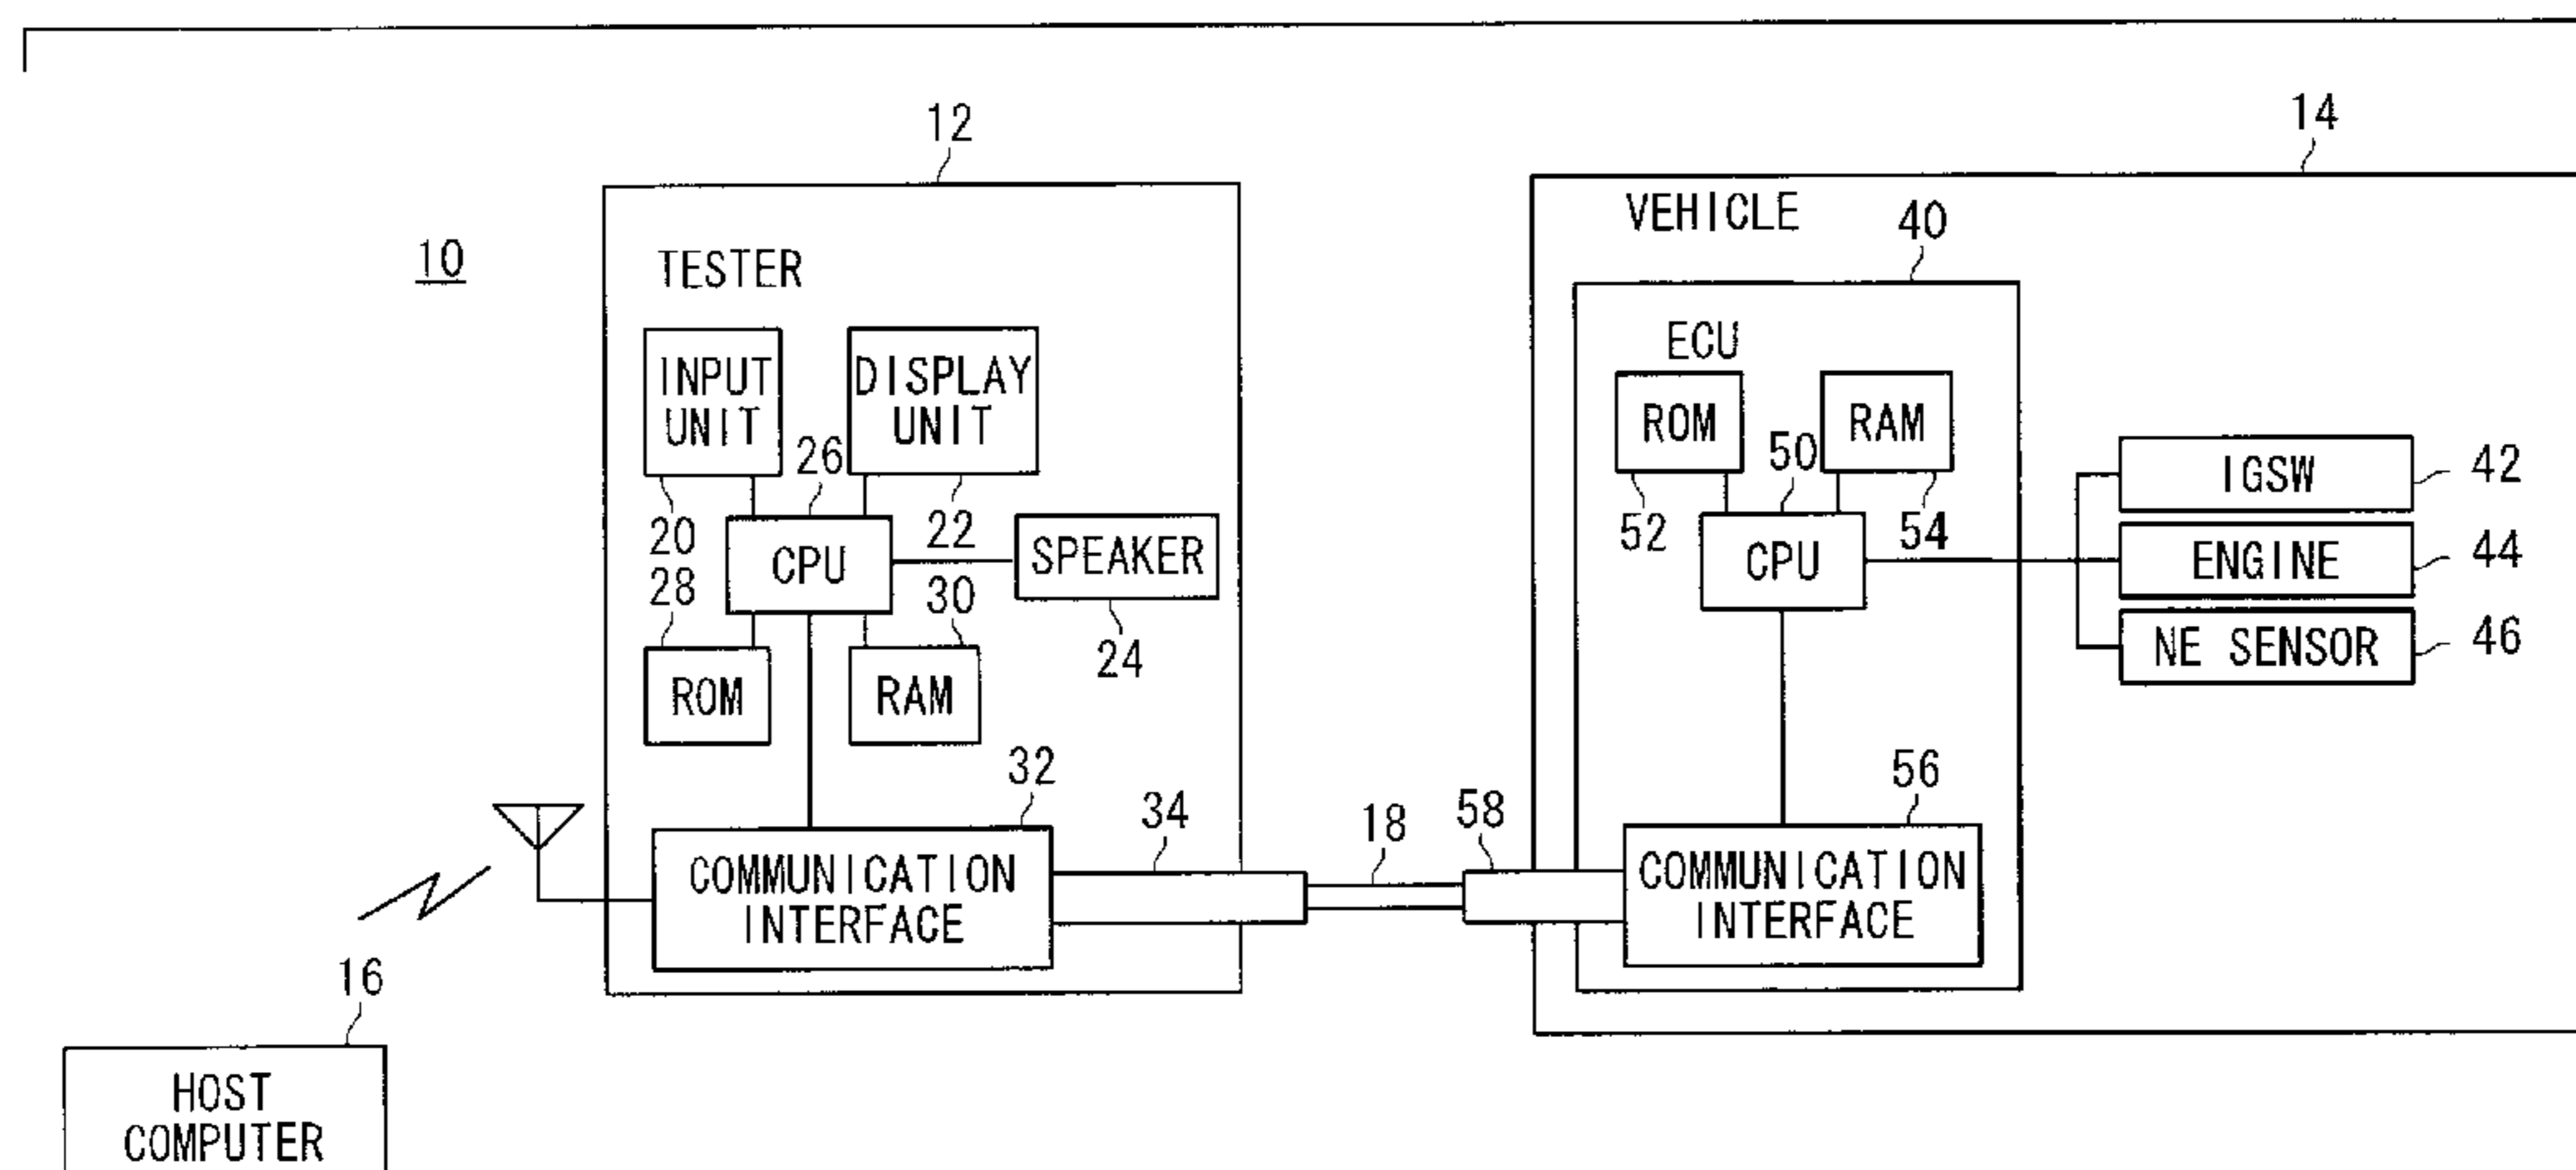 12
14
10
TESTER
VEHICLE
40
ECU
INPUT
UNIT
DISPLAY
UNIT
ROM
RAM
26
50
20
22
52
54
CPU
SPEAKER
CPU
IGSW
42
ENGINE
44
NE SENSOR
46
28
30
24
ROM
RAM
32
34
18
58
56
COMMUNICATION
INTERFACE
COMMUNICATION
INTERFACE
16
HOST
COMPUTER